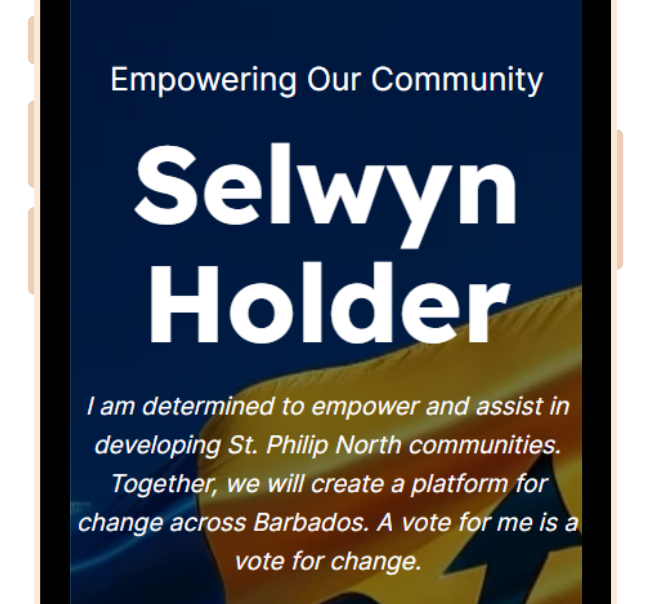 Empowering Our Community
Selwyn
Holder
I am determined to empower and assist in
developing St. Philip North communities.
Together, we will create a platform for
change across Barbados. A vote for me is a
vote for change.